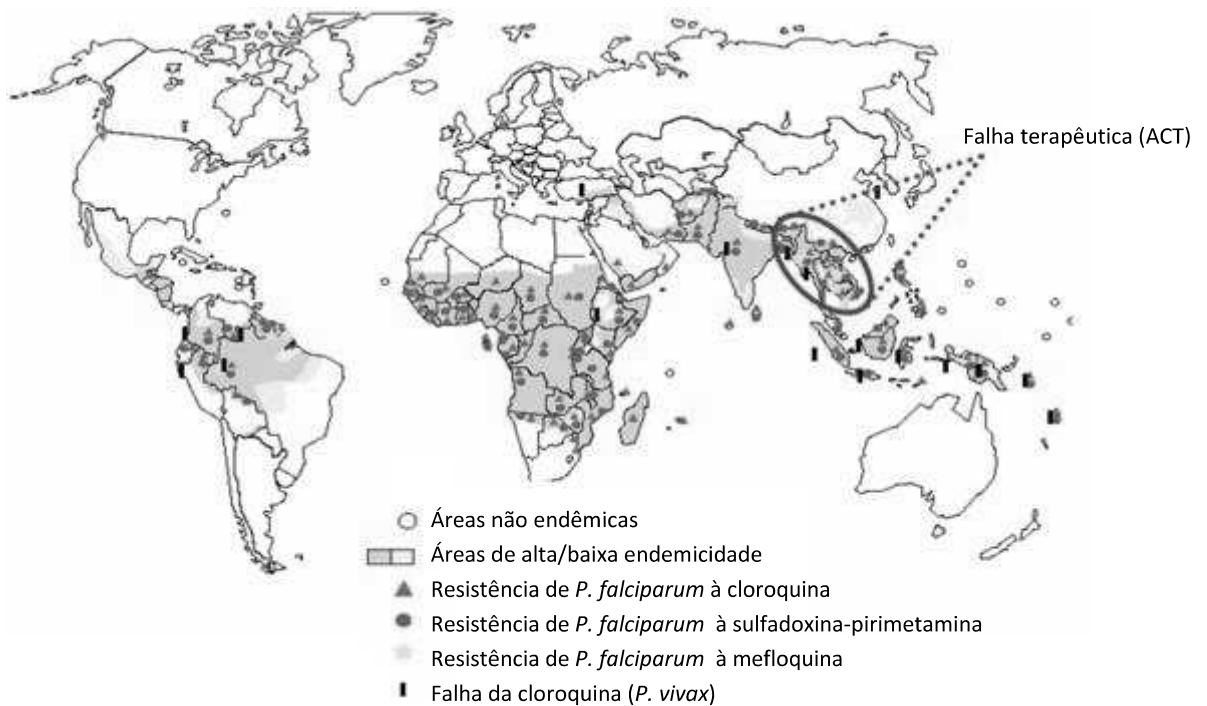 Falha terapêutica (ACT)
Áreas não endêmicas
Áreas de alta/baixa endemicidade
Resistência de P. falciparum à cloroquina
Resistência de P. falciparum à sulfadoxina-pirimetamina
Resistência de P. falciparum à mefloquina
Falha da cloroquina (P. vivax)